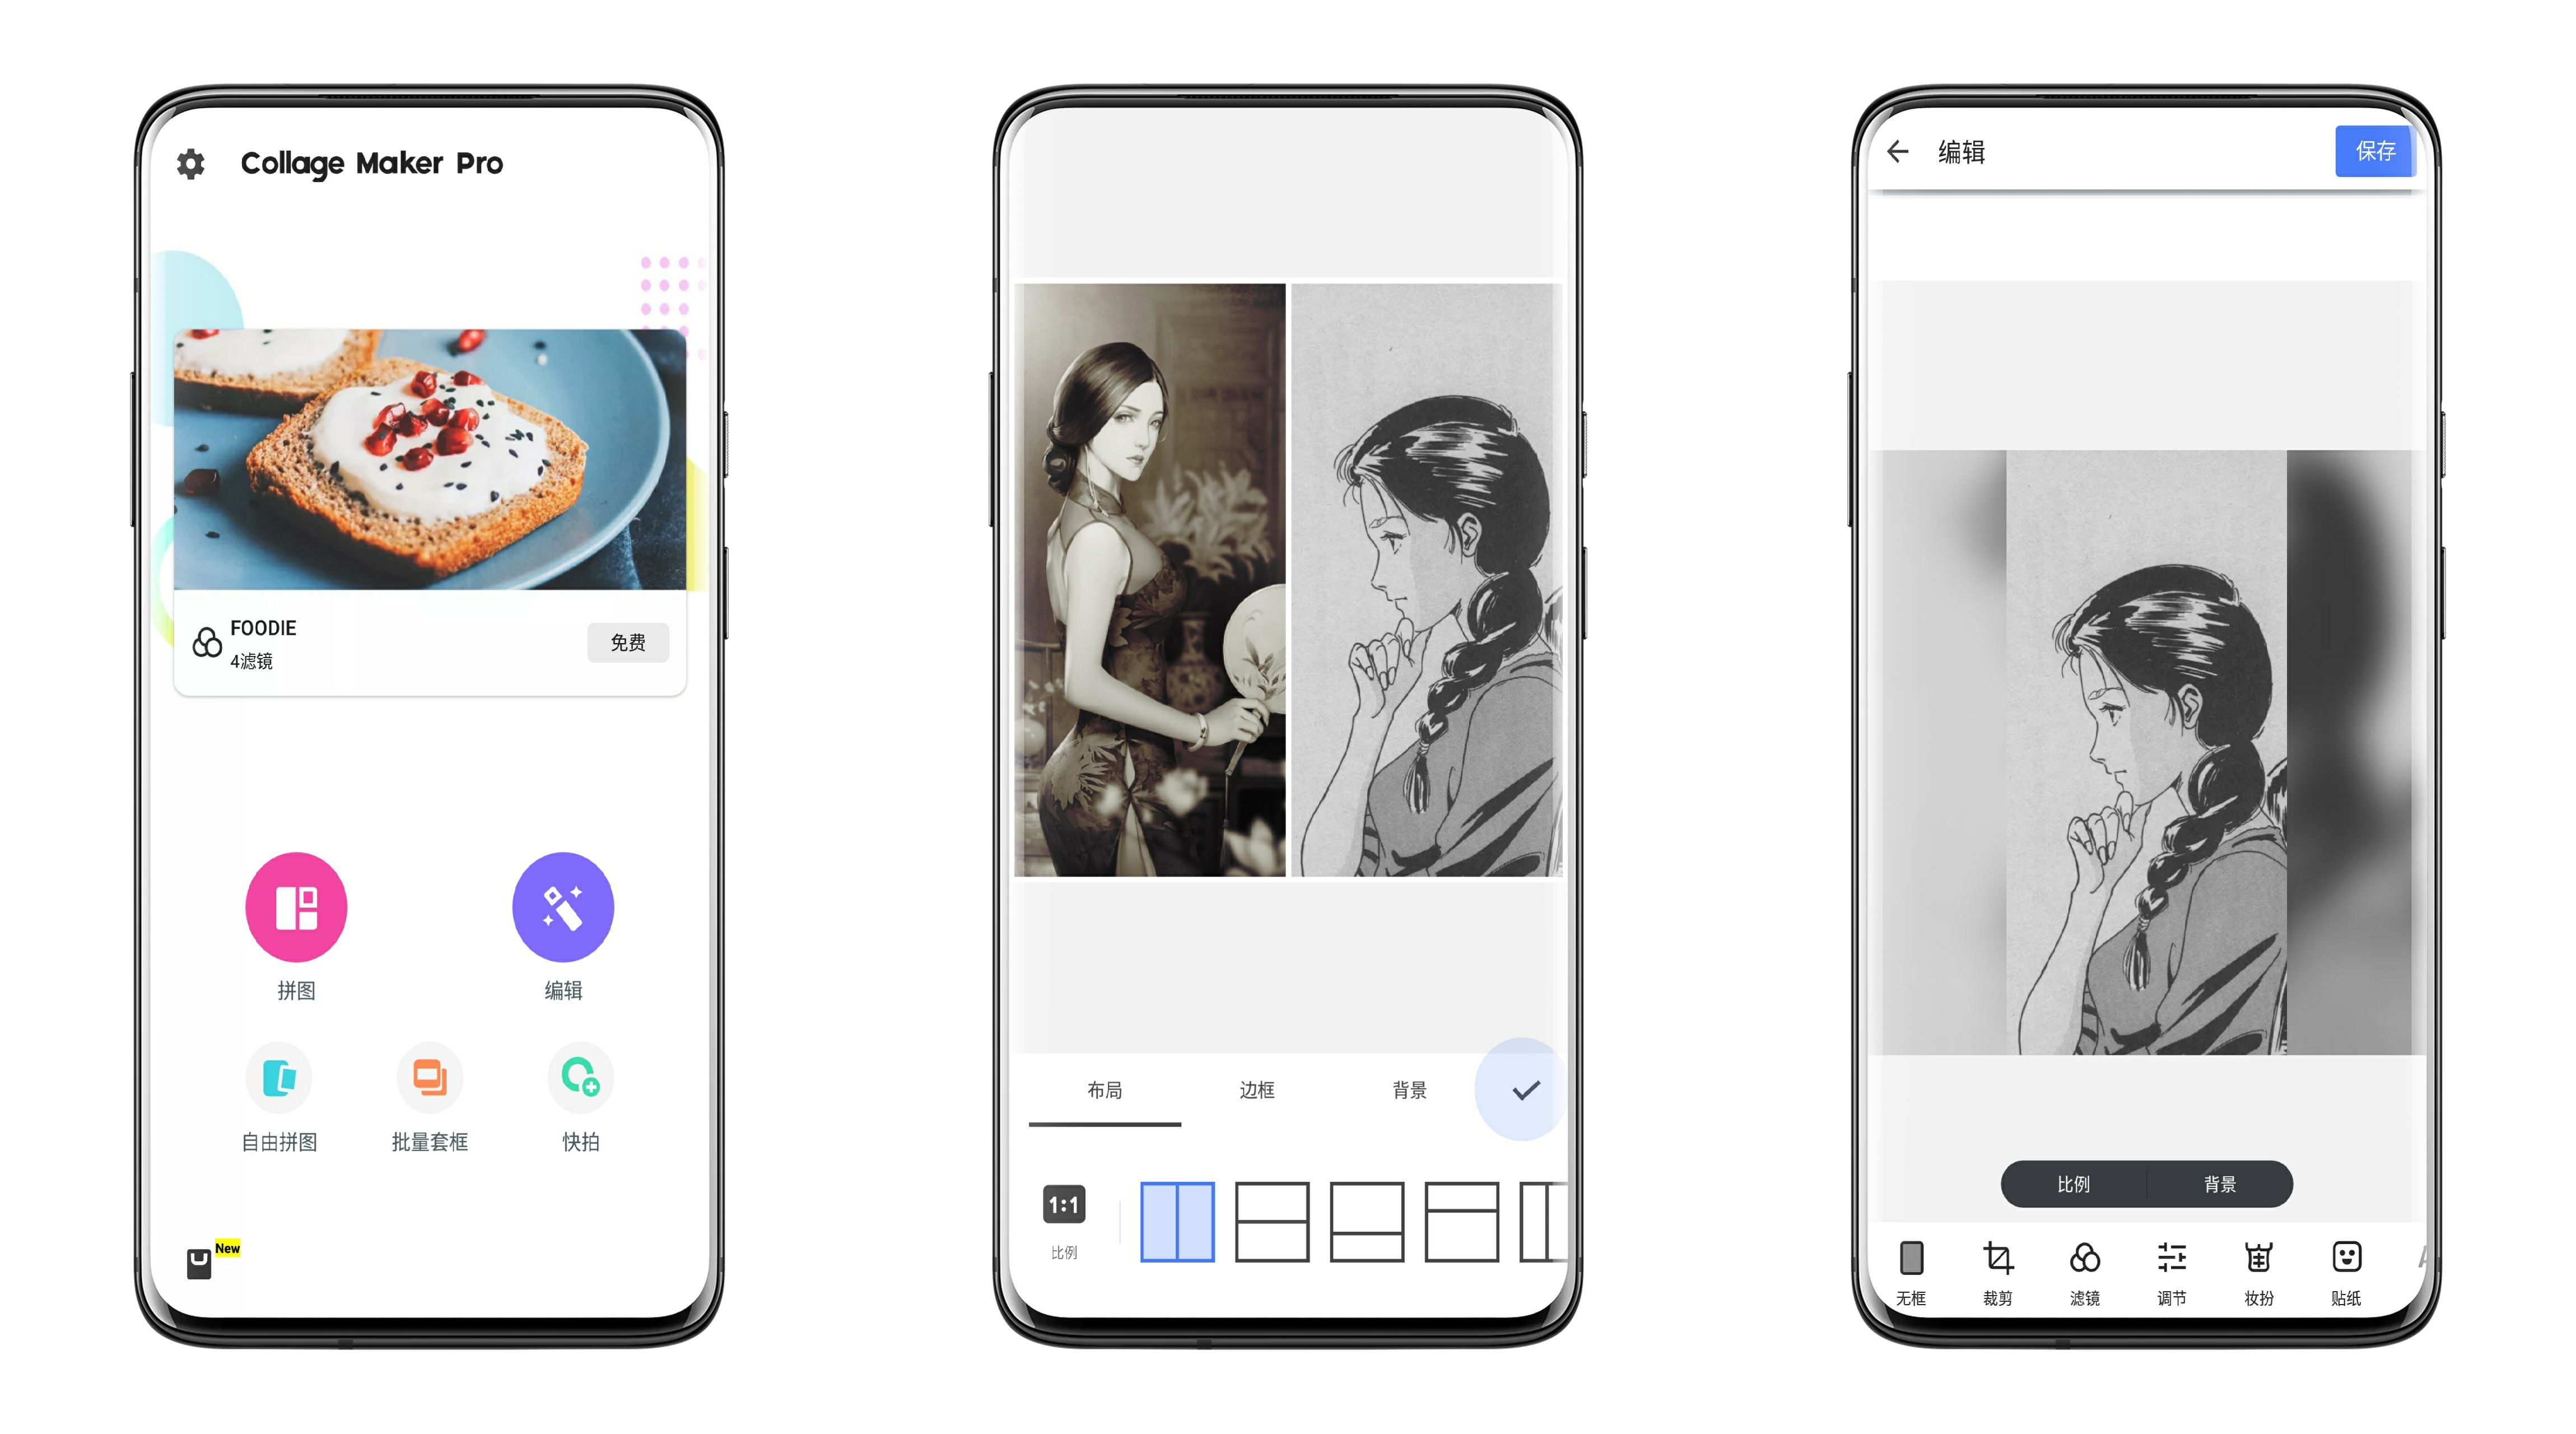 Collage Maker Pro
FOODIE
4滤镜
免费
拼图
编辑
自由拼图
批量套框
快拍
New
布局
边框
背景
1:1
比例
编辑
保存
比例
背景
无框
裁剪
滤镜
调节
妆扮
贴纸